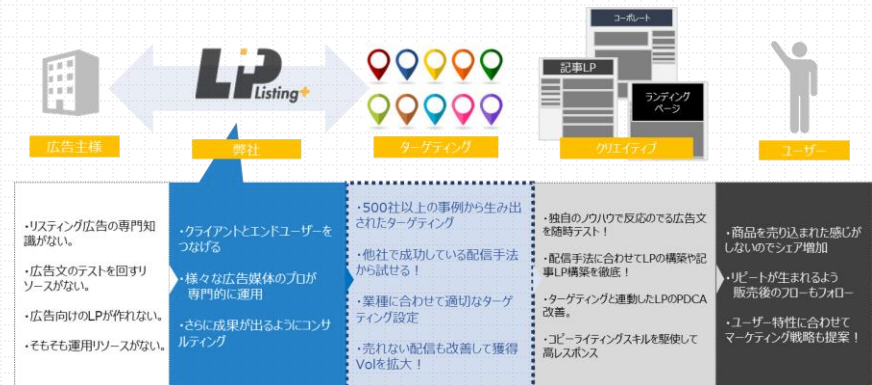 コーポレート
記事LP
ランディング
ページ
LP
Listing+
広告主様
弊社
ターゲティング
クリエイティブ
ユーザー
・リスティング広告の専門知
識がない。
・広告文のテストを回すリ
ソースがない。
・広告向けのLPが作れない。
・そもそも運用リソースがない。
・クライアントとエンドユーザーを
つなげる
・様々な広告媒体のプロが
専門的に運用
・さらに成果が出るようにコンサ
ルティング
・500社以上の事例から生み出
されたターゲティング
・他社で成功している配信手法
から試せる！
・業種に合わせて適切なターゲ
ティング設定
・売れない配信も改善して獲得
Volを拡大！
・独自のノウハウで反応のでる広告文
を随時テスト！
・配信手法に合わせてLPの構築や記
事LP構築を徹底！
・ターゲティングと連動したLPのPDCA
改善。
・コピーライティングスキルを駆使して
高レスポンス
・商品を売り込まれた感じが
しないのでシェア増加
・リピートが生まれるよう
販売後のフローもフォロー
・ユーザー特性に合わせて
マーケティング戦略も提案！